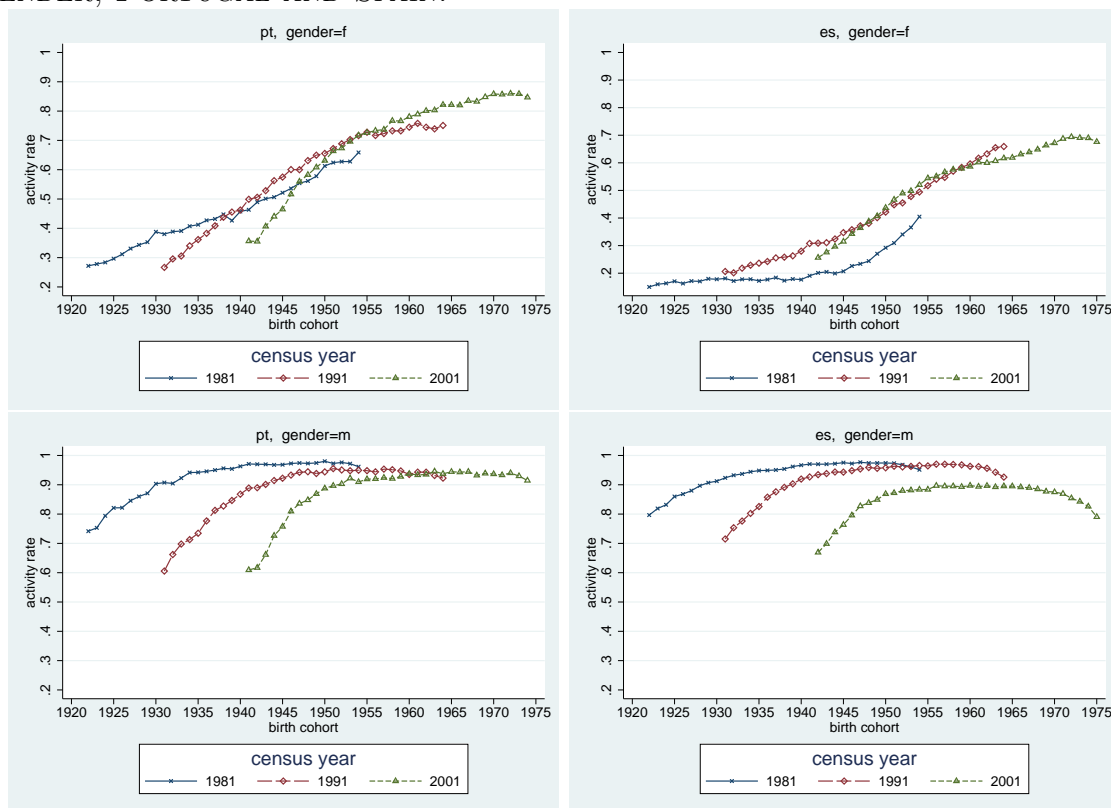 ENDER, PORTUGAL AND SPAIN.
pt, gender=f
activity rate
.2 .3 .4 .5 .6 .7 .8 .9 1
1920 1925 1930 1935 1940 1945 1950 1955 1960 1965 1970 1975
birth cohort
census year
1981 1991 2001
es, gender=f
activity rate
.2 .3 .4 .5 .6 .7 .8 .9 1
1920 1925 1930 1935 1940 1945 1950 1955 1960 1965 1970 1975
birth cohort
census year
1981 1991 2001
pt, gender=m
activity rate
.2 .3 .4 .5 .6 .7 .8 .9 1
1920 1925 1930 1935 1940 1945 1950 1955 1960 1965 1970 1975
birth cohort
census year
1981 1991 2001
es, gender=m
activity rate
.2 .3 .4 .5 .6 .7 .8 .9 1
1920 1925 1930 1935 1940 1945 1950 1955 1960 1965 1970 1975
birth cohort
census year
1981 1991 2001